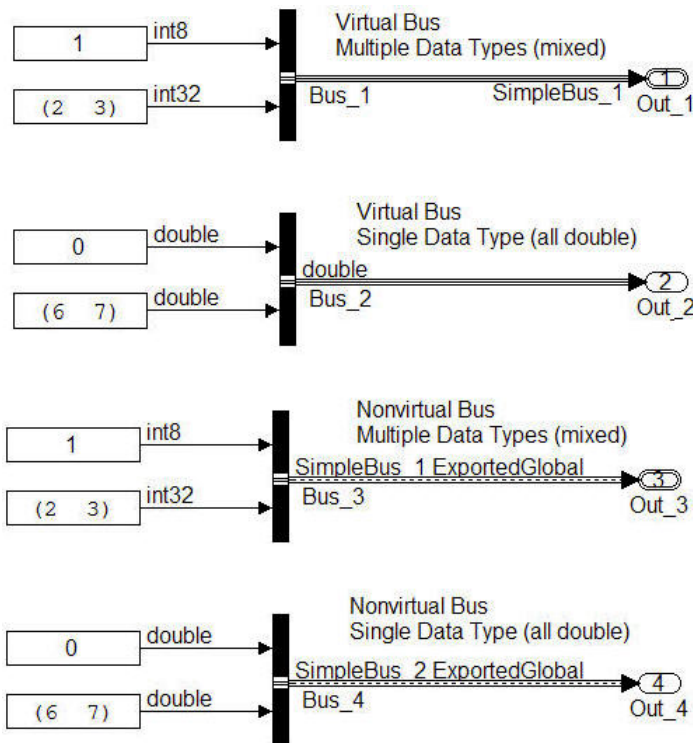 Virtual Bus
Multiple Data Types (mixed)
1 int8
(2 3) int32
Bus_1 SimpleBus_1 1
Out_1
Virtual Bus
Single Data Type (all double)
0 double
(6 7) double
double
Bus_2 2
Out_2
Nonvirtual Bus
Multiple Data Types (mixed)
1 int8
(2 3) int32
SimpleBus_1 ExportedGlobal
Bus_3 3
Out_3
Nonvirtual Bus
Single Data Type (all double)
0 double
(6 7) double
SimpleBus_2 ExportedGlobal
Bus_4 4
Out_4